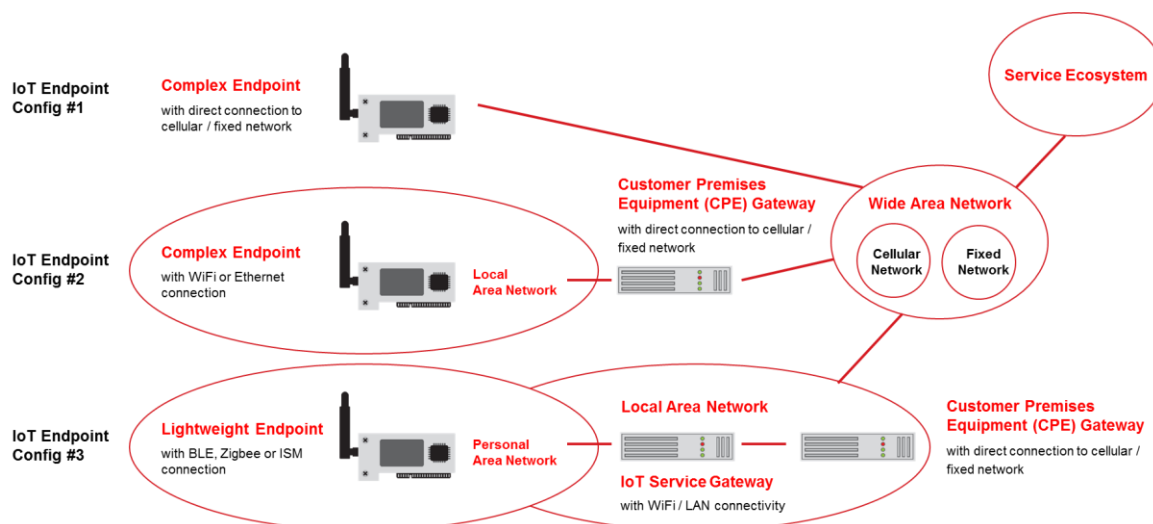 Service Ecosystem
IoT Endpoint
Config #1
Complex Endpoint
with direct connection to
cellular / fixed network
Customer Premises
Equipment (CPE) Gateway
with direct connection to cellular /
fixed network
Wide Area Network
Cellular
Network
Fixed
Network
IoT Endpoint
Config #2
Complex Endpoint
with WiFi or Ethernet
connection
Local
Area Network
IoT Endpoint
Config #3
Lightweight Endpoint
with BLE, Zigbee or ISM
connection
Personal
Area Network
Local Area Network
IoT Service Gateway
with WiFi / LAN connectivity
Customer Premises
Equipment (CPE) Gateway
with direct connection to cellular /
fixed network